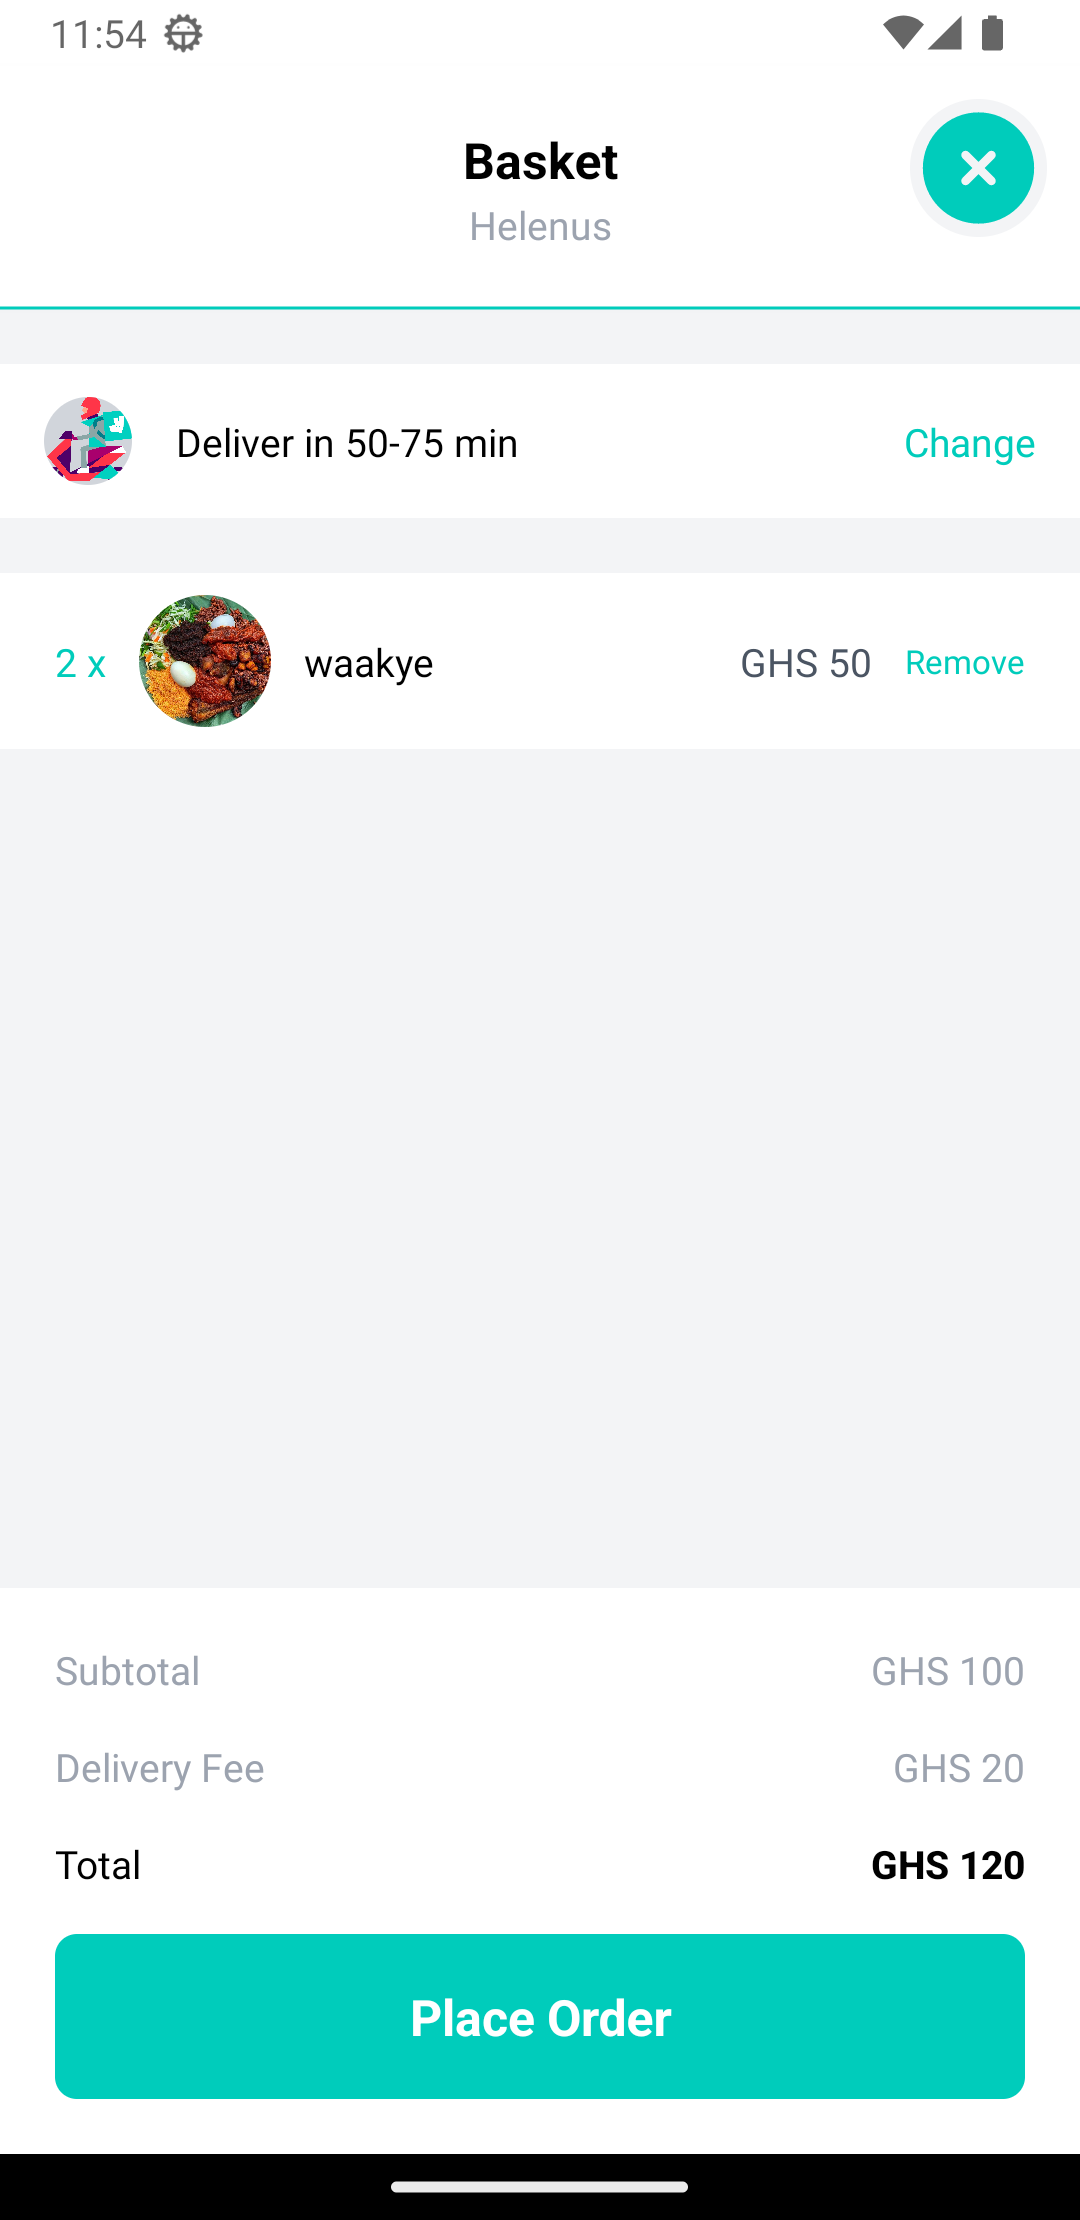 11:54
Basket
Helenus
Deliver in 50-75 min Change
2 x waakye GHS 50 Remove
Subtotal GHS 100
Delivery Fee GHS 20
Total GHS 120
Place Order